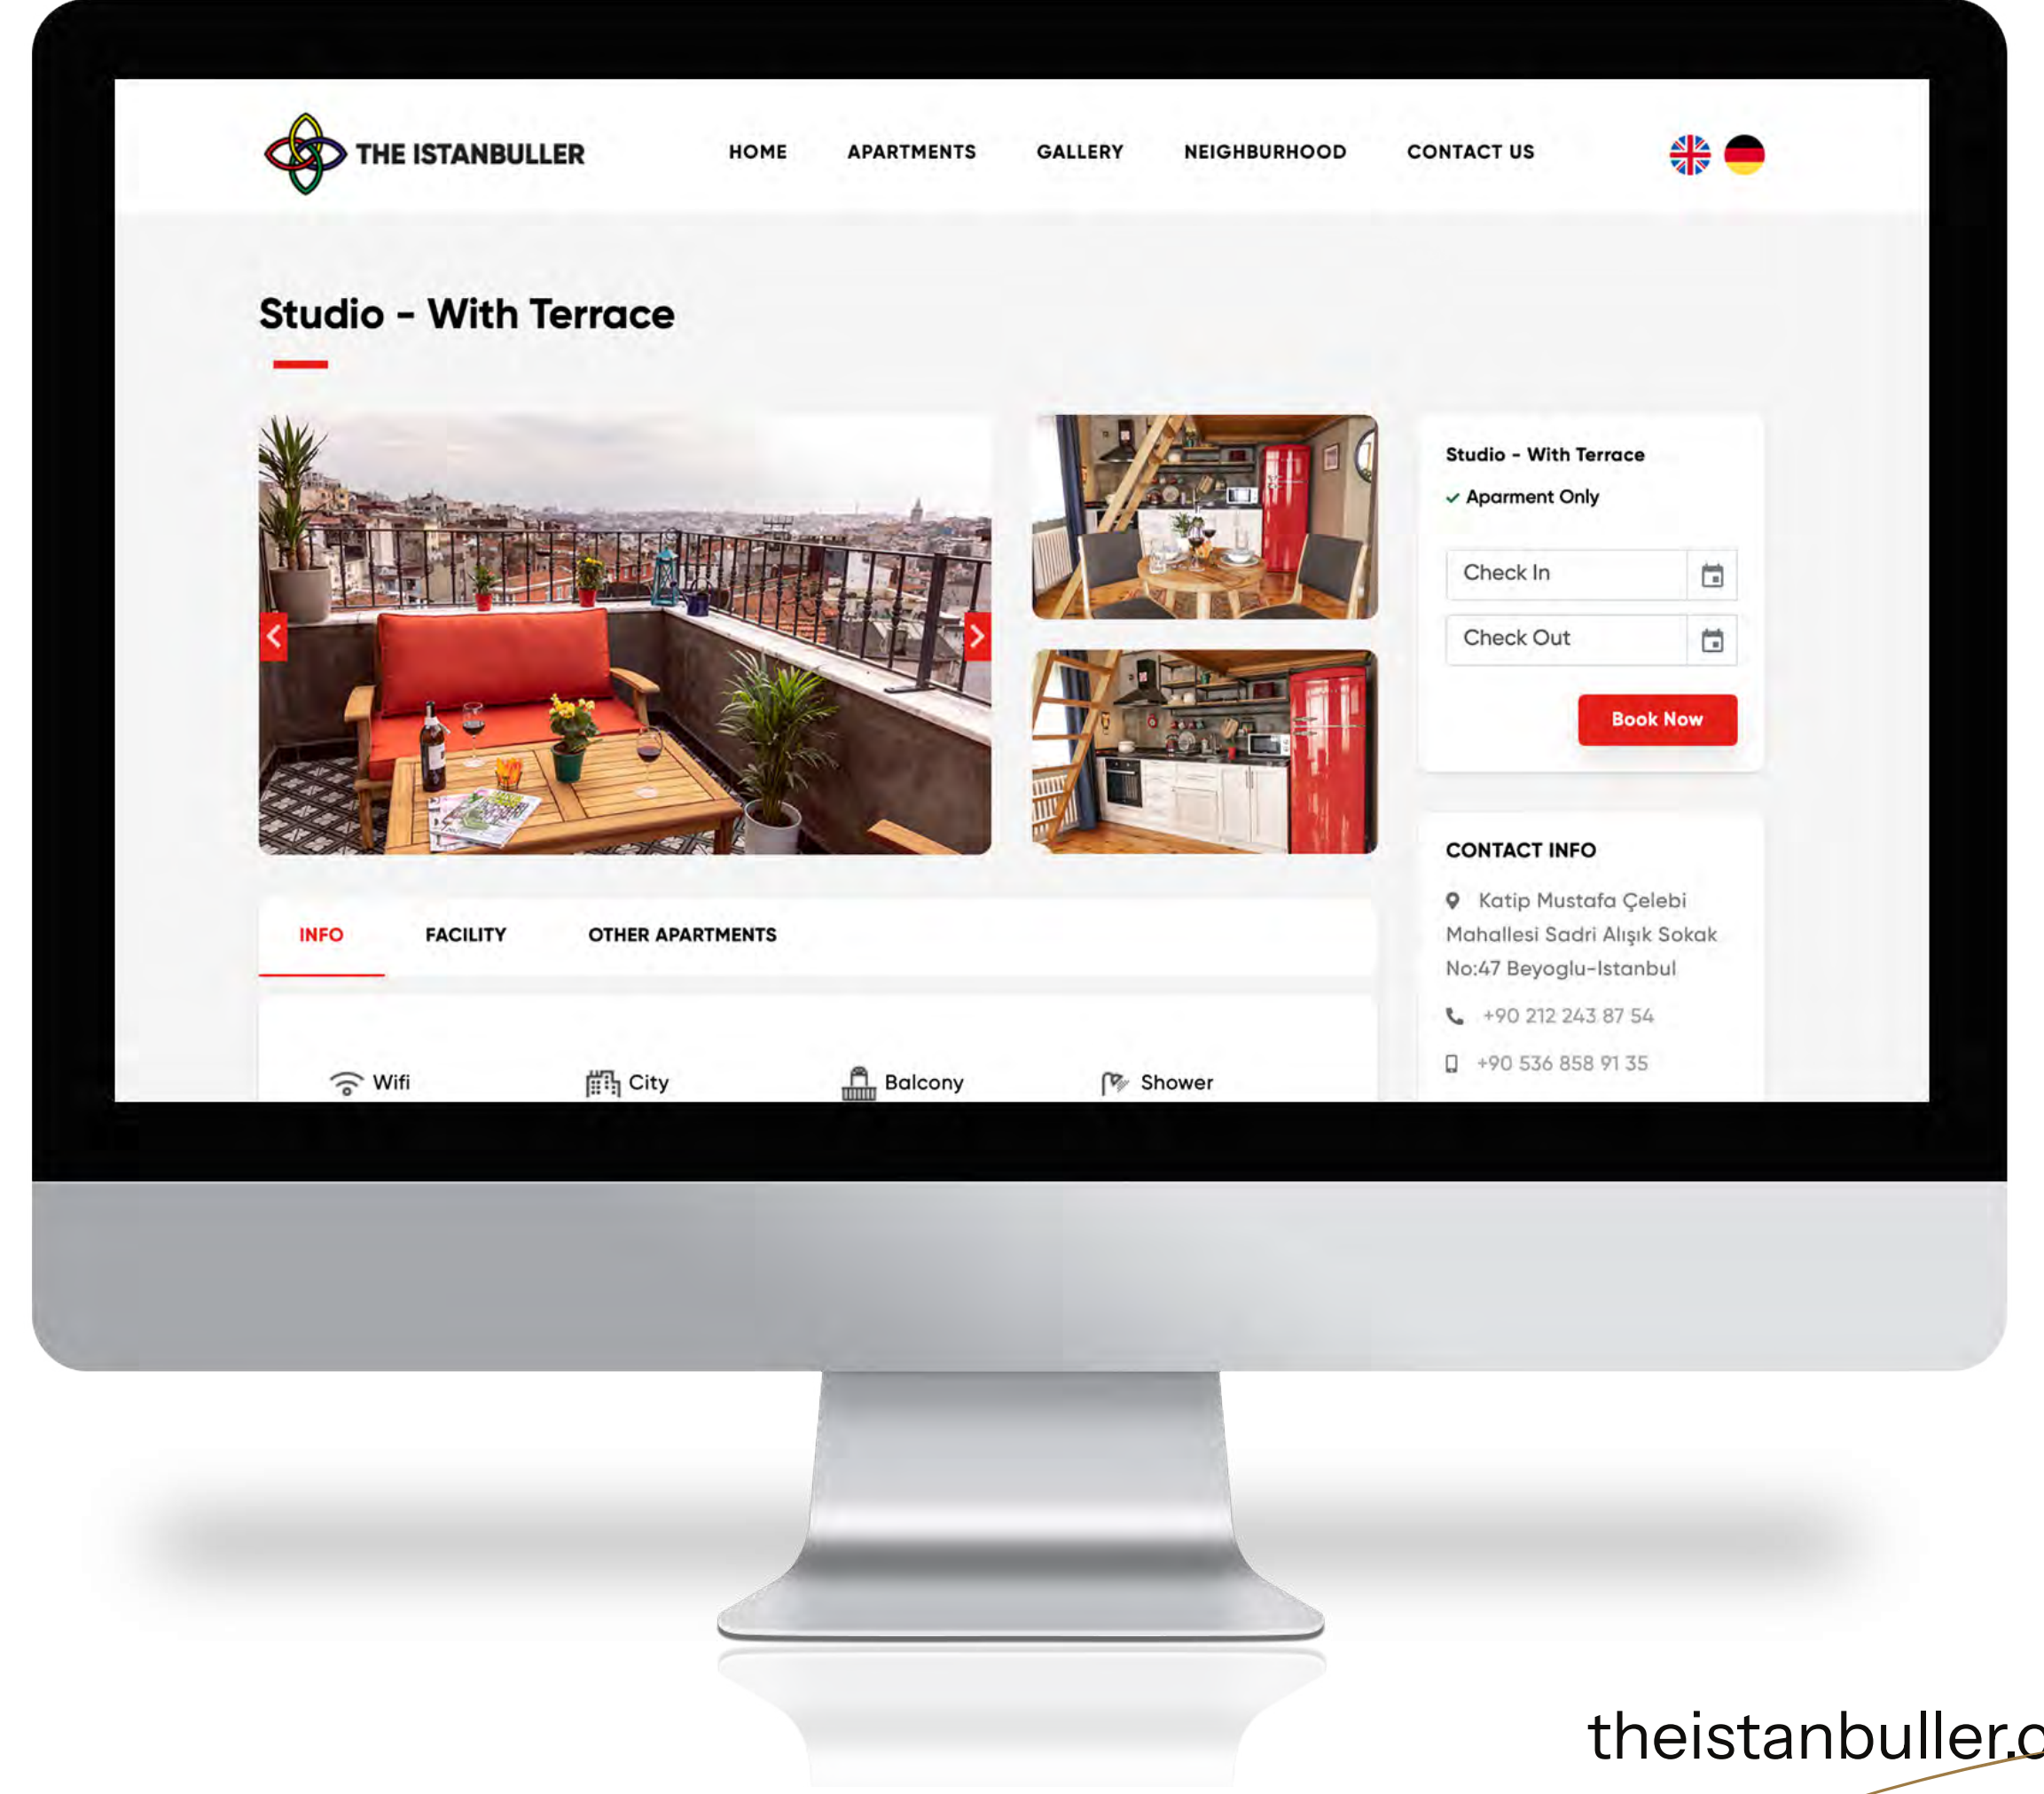 THE ISTANBULLER
HOME APARTMENTS GALLERY NEIGHBURHOOD CONTACT US
Studio - With Terrace
Studio - With Terrace
Aparment Only
Check In
Check Out
Book Now
CONTACT INFO
Katip Mustafa Çelebi
Mahallesi Sadri Alışık Sokak
No:47 Beyoglu-Istanbul
+90 212 243 87 54
+90 536 858 91 35
INFO FACILITY OTHER APARTMENTS
Wifi City Balcony Shower
theistanbuller.